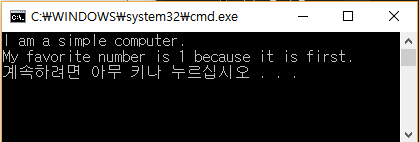 C:₩WINDOWS₩system32₩cmd.exe
I am a simple computer.
My favorite number is 1 because it is first.
계속하려면 아무 키나 누르십시오 . . .